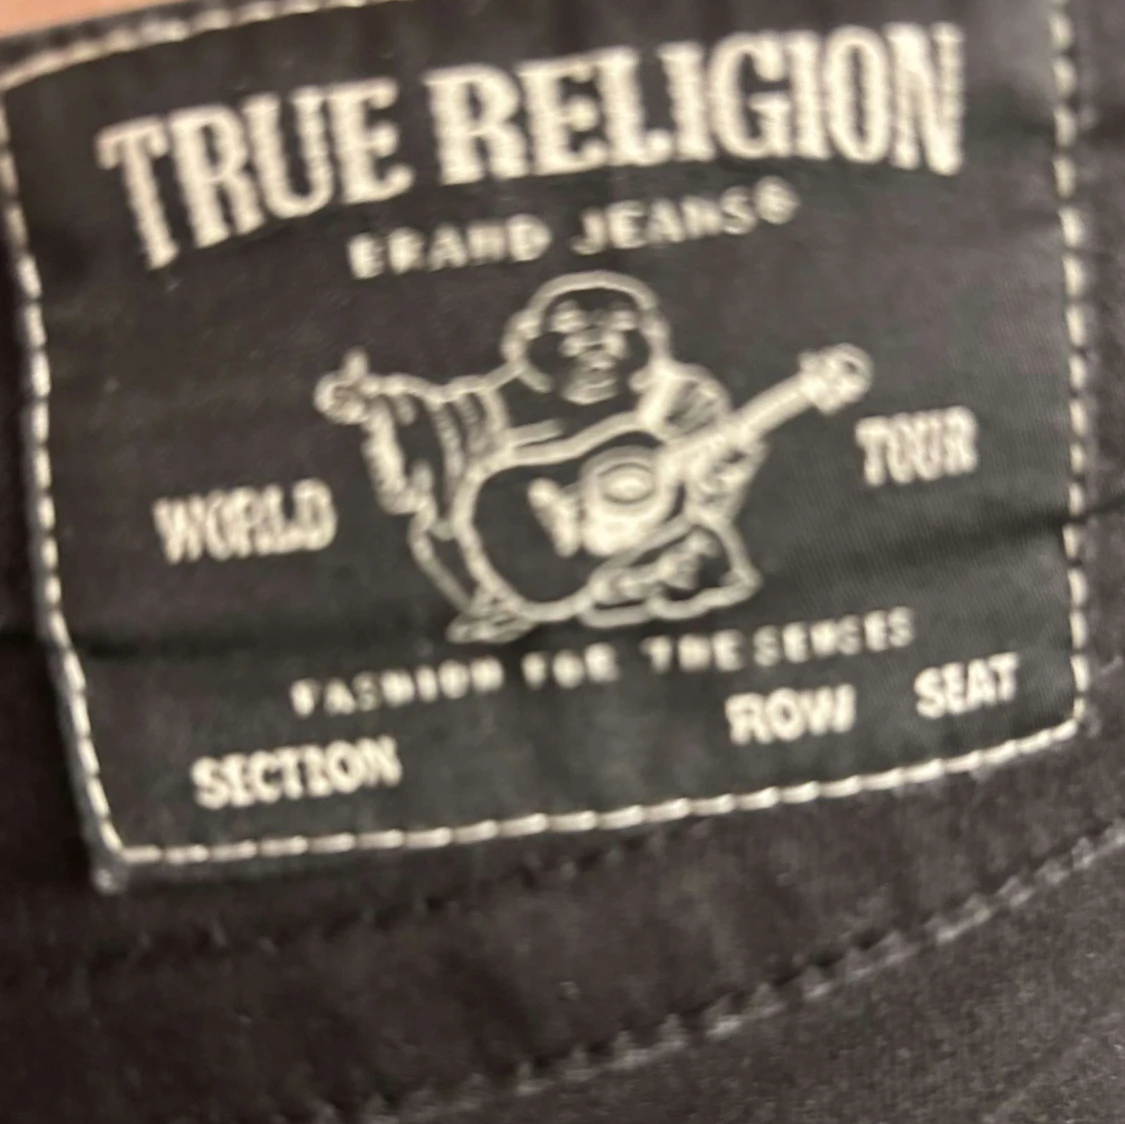 TRUE RELIGION
BRAND JEANS®
WORLD TOUR
FASHION FOR THE SENSES
SECTION ROW SEAT